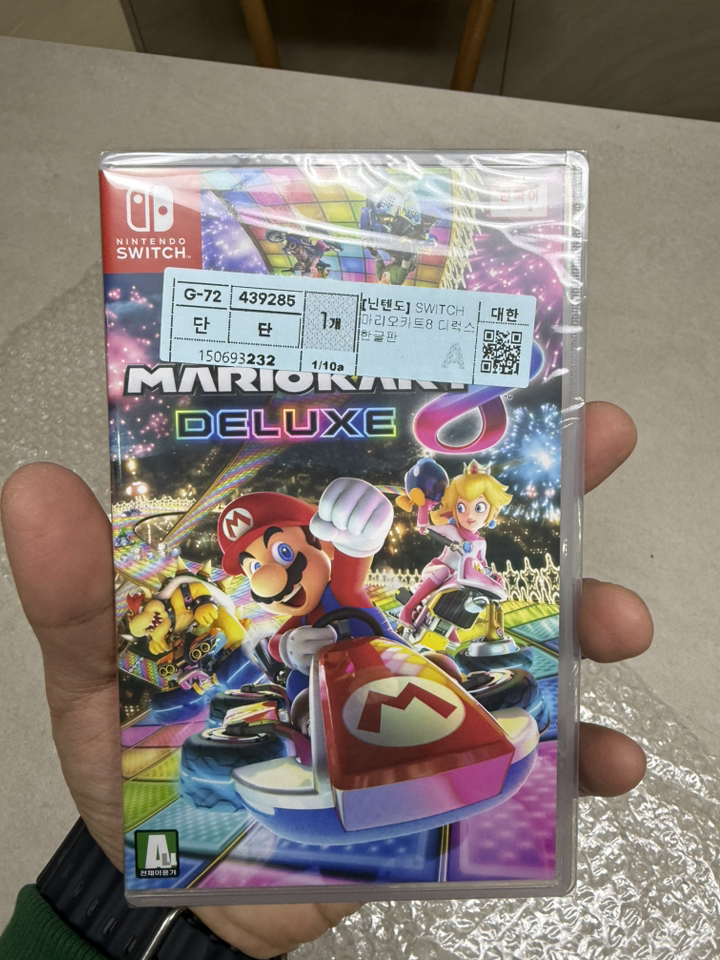 NINTENDO
SWITCH™
한국어
G-72
439285
단
단
1개
150693232
1/10a
[닌텐도] SWITCH
마리오카트8 디럭스
한글판
A
대한
MARIOKART 8
DELUXE
M
M
ALL
전체이용가